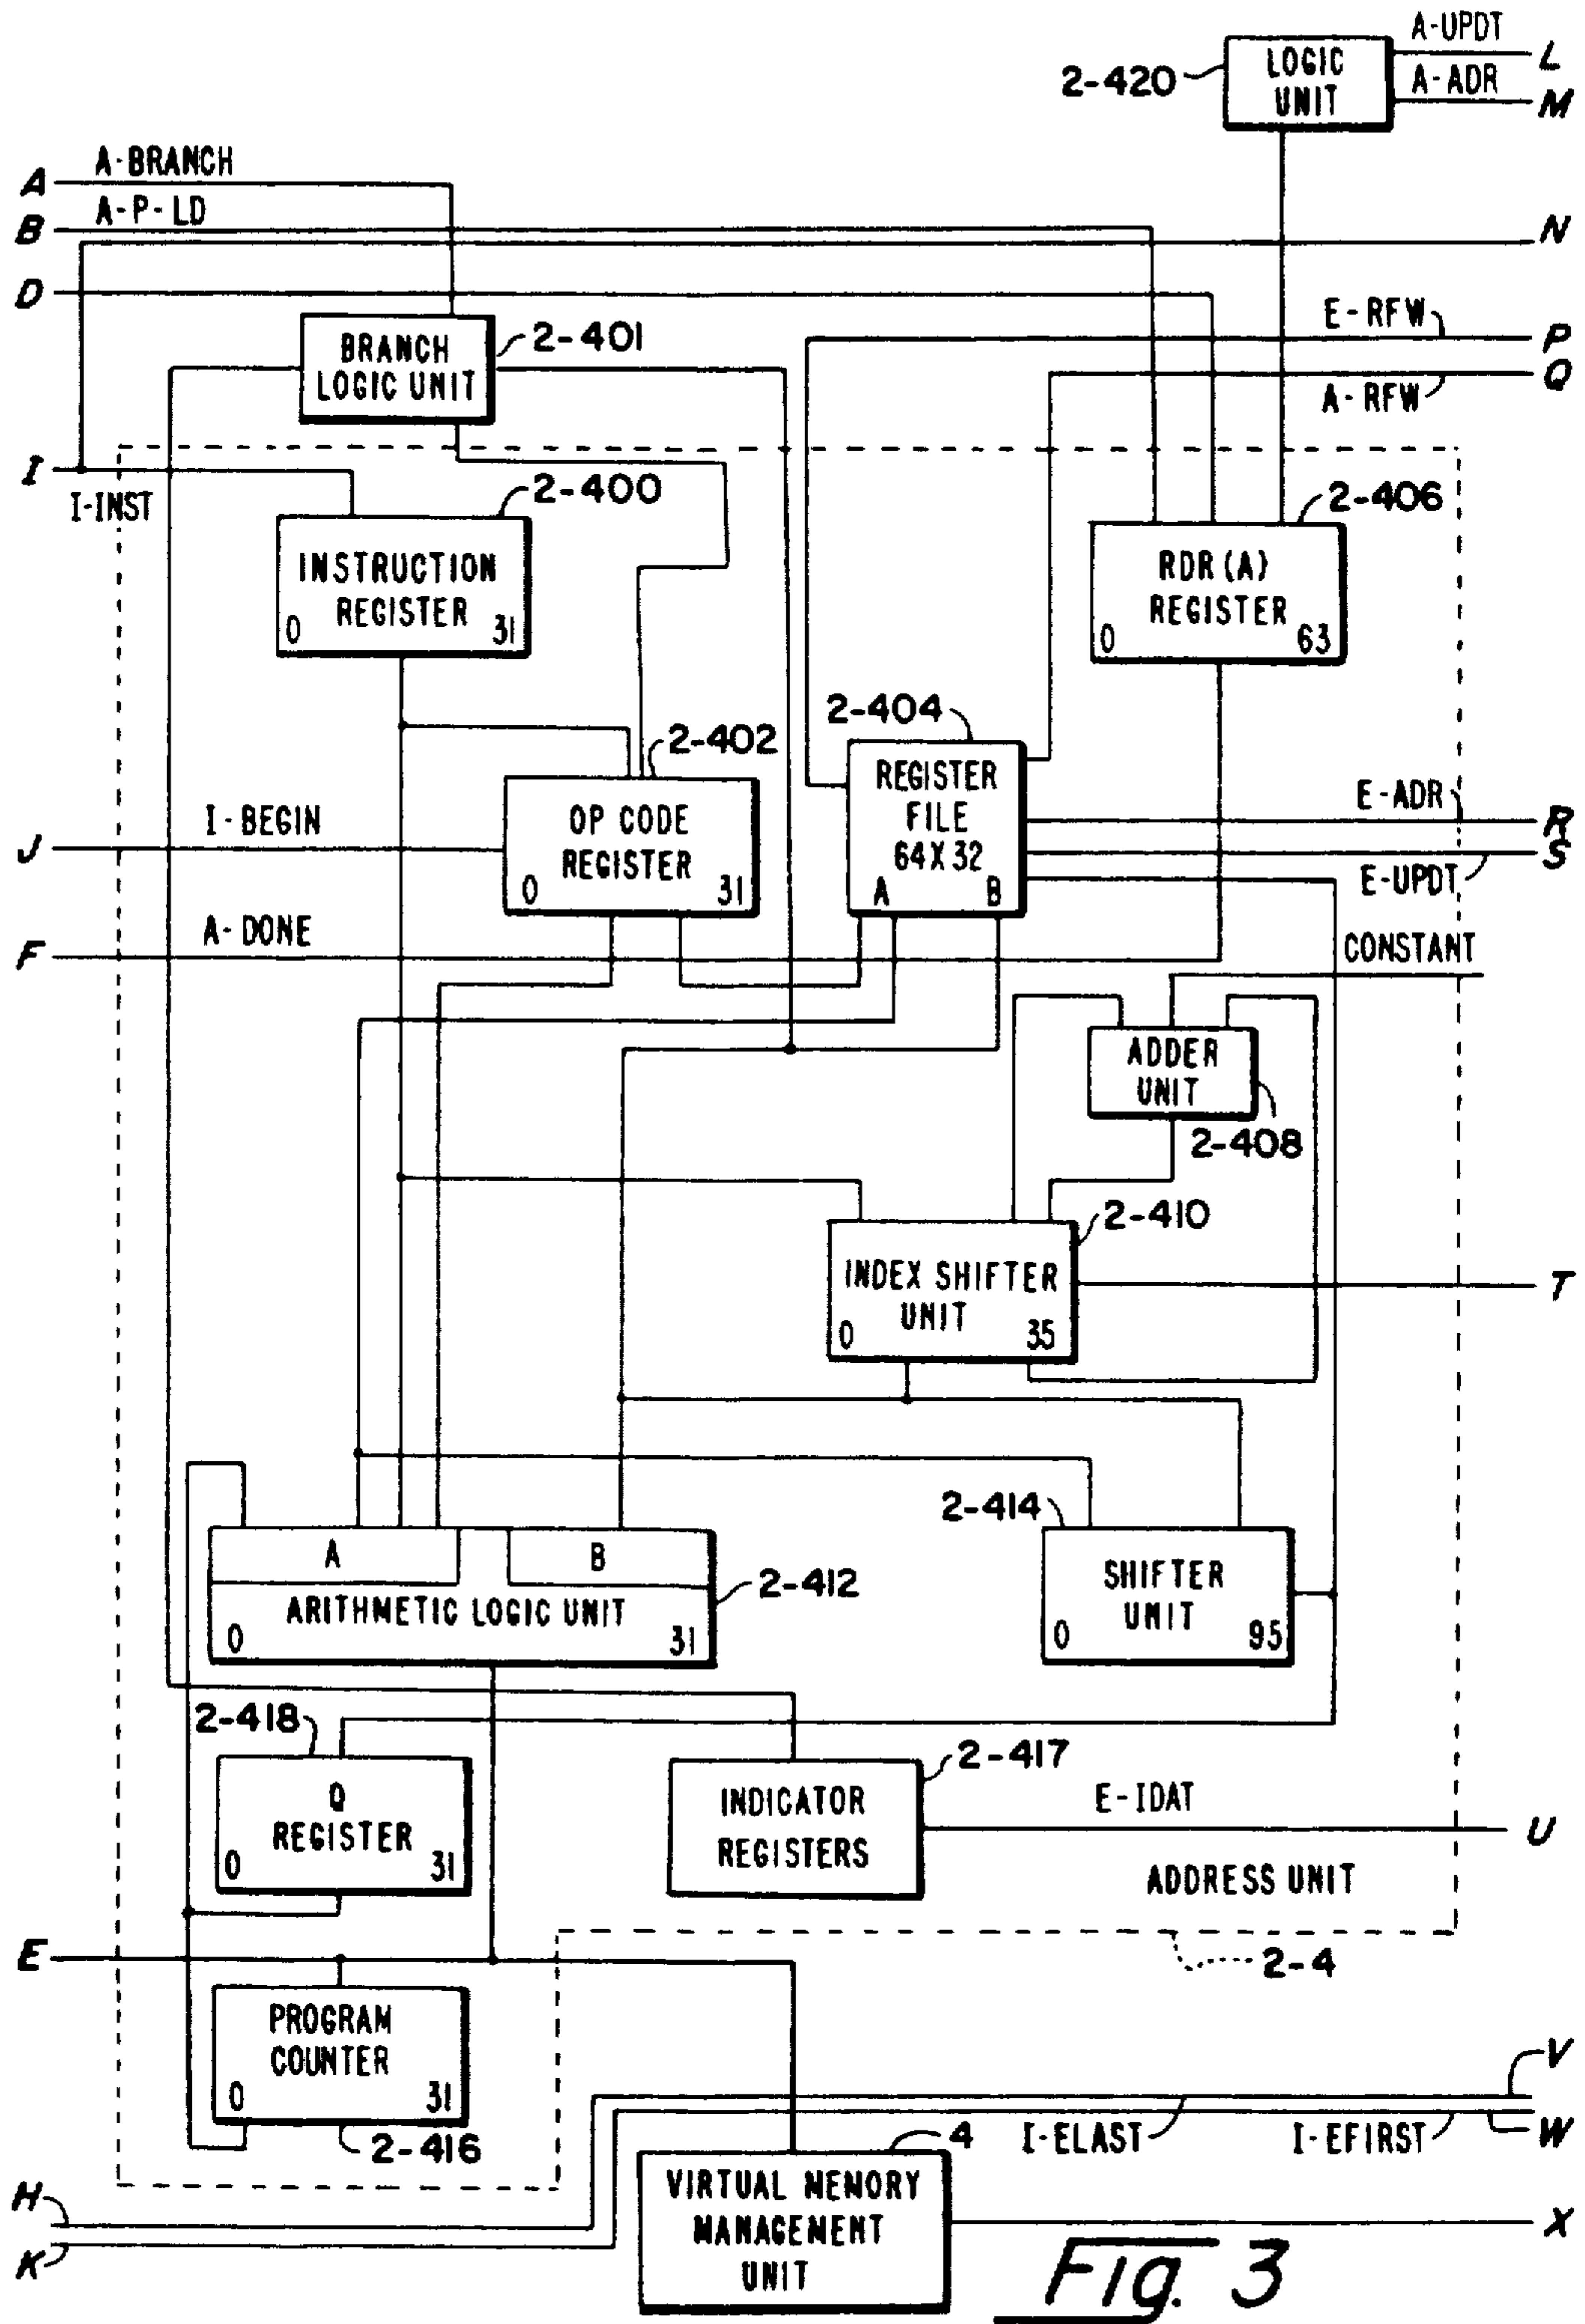 A-UPDT
L
2-420
LOGIC
UNIT
A-ADR
M
A-BRANCH
A
A-P-LD
B
N
D
E-RFW
P
2-401
BRANCH
LOGIC UNIT
Q
A-RFW
I
I-INST
2-400
2-406
INSTRUCTION
REGISTER
0 31
RDR (A)
REGISTER
0 63
2-404
2-402
REGISTER
FILE
64X32
A B
E-ADR
R
I-BEGIN
J
OP CODE
REGISTER
0 31
S
E-UPDT
A-DONE
F
CONSTANT
ADDER
UNIT
2-408
2-410
INDEX SHIFTER
UNIT
0 35
T
2-414
A B
2-412
ARITHMETIC LOGIC UNIT
0 31
SHIFTER
UNIT
0 95
2-418
2-417
Q
REGISTER
0 31
INDICATOR
REGISTERS
E-IDAT
U
ADDRESS UNIT
E
2-4
PROGRAM
COUNTER
0 31
2-416
V
I-ELAST
I-EFIRST
W
4
H
K
VIRTUAL MEMORY
MANAGEMENT
UNIT
X
Fig. 3